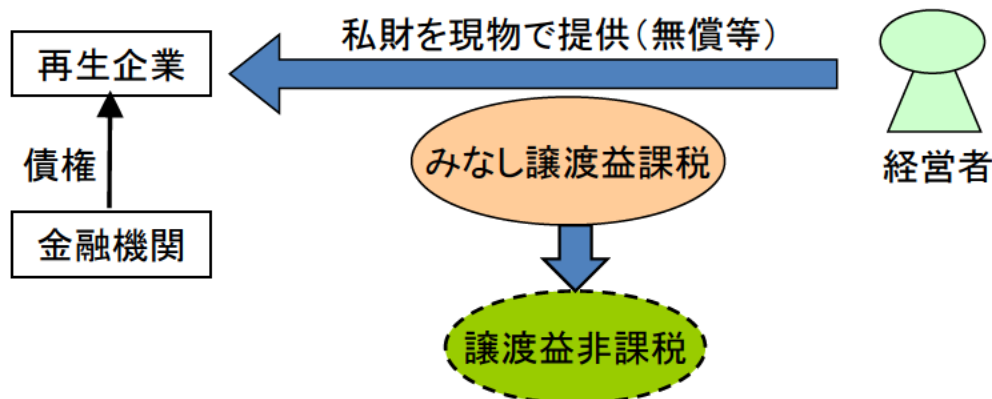 私財を現物で提供（無償等）
再生企業
債権
みなし譲渡益課税
経営者
金融機関
譲渡益非課税